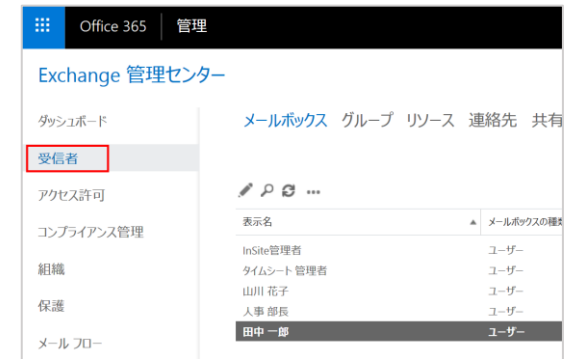 Office 365 管理
Exchange 管理センター
ダッシュボード
受信者
アクセス許可
コンプライアンス管理
組織
保護
メール フロー
メールボックス グループ リソース 連絡先 共有
表示名 メールボックスの種類
InSite管理者 ユーザー
タイムシート 管理者 ユーザー
山川 花子 ユーザー
人事 部長 ユーザー
田中 一郎 ユーザー